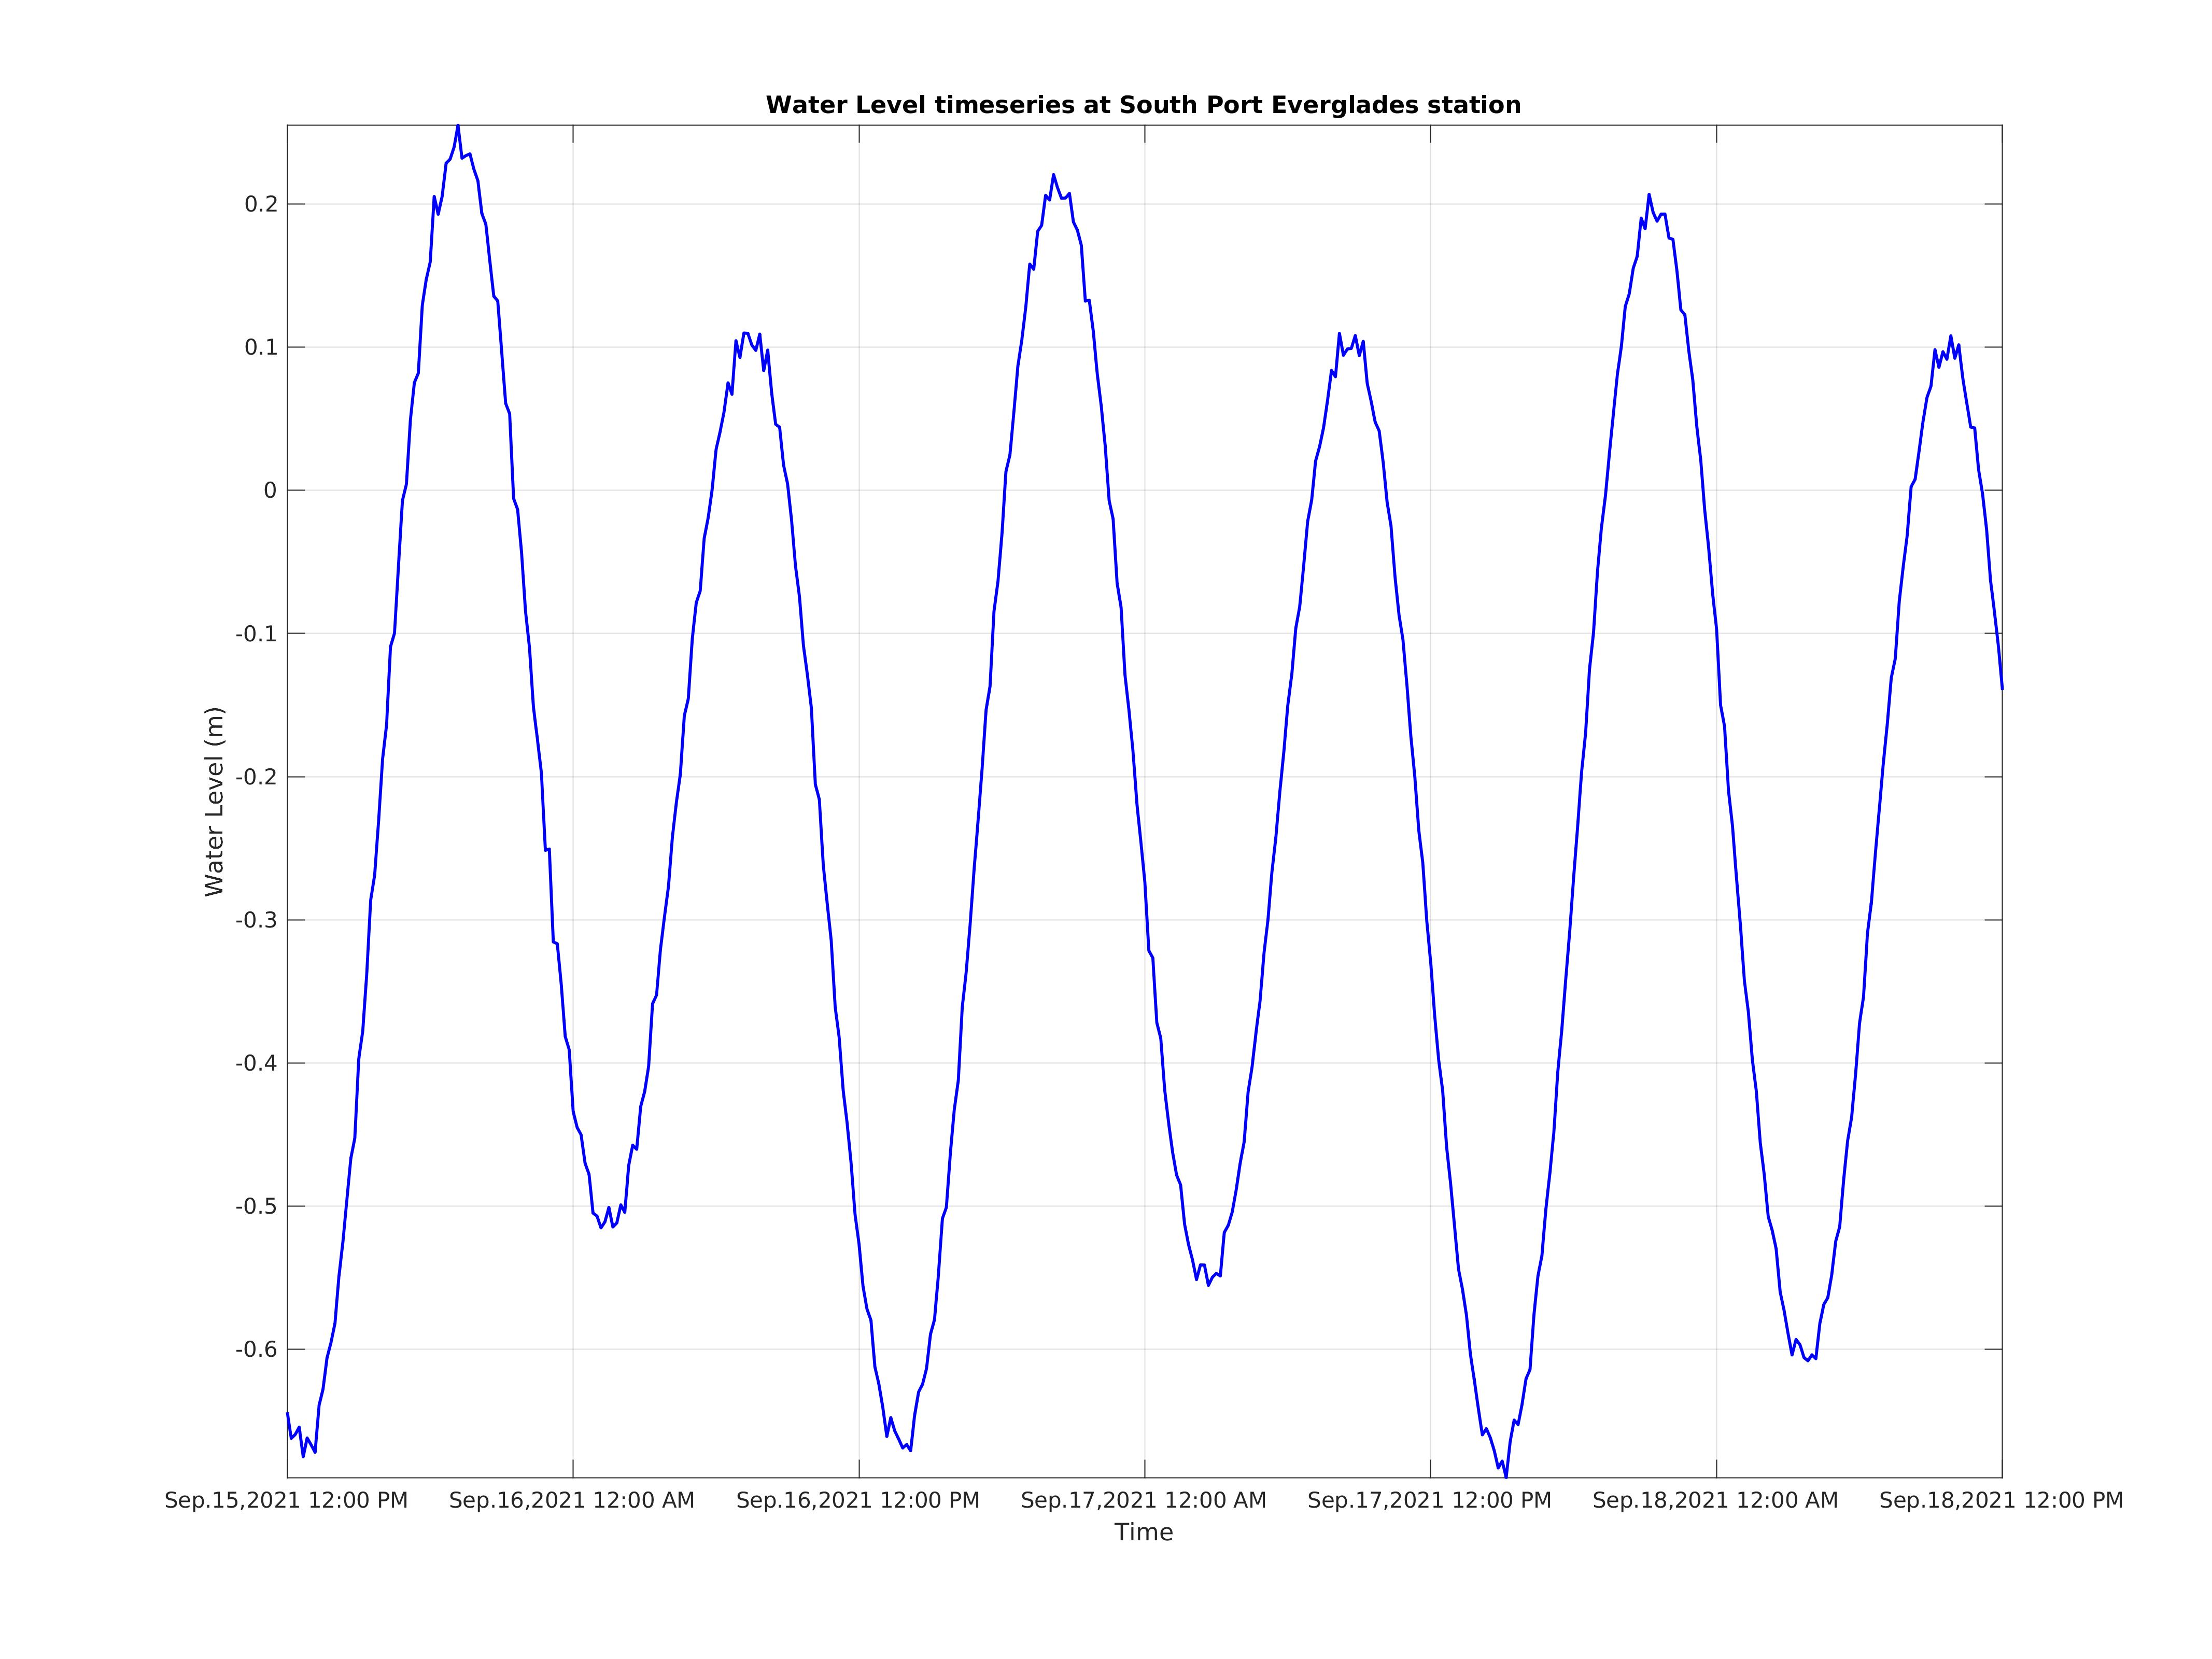 Water Level timeseries at South Port Everglades station
0.2
0.1
0
-0.1
-0.2
-0.3
-0.4
-0.5
-0.6
Water Level (m)
Sep.15,2021 12:00 PM Sep.16,2021 12:00 AM Sep.16,2021 12:00 PM Sep.17,2021 12:00 AM Sep.17,2021 12:00 PM Sep.18,2021 12:00 AM Sep.18,2021 12:00 PM
Time